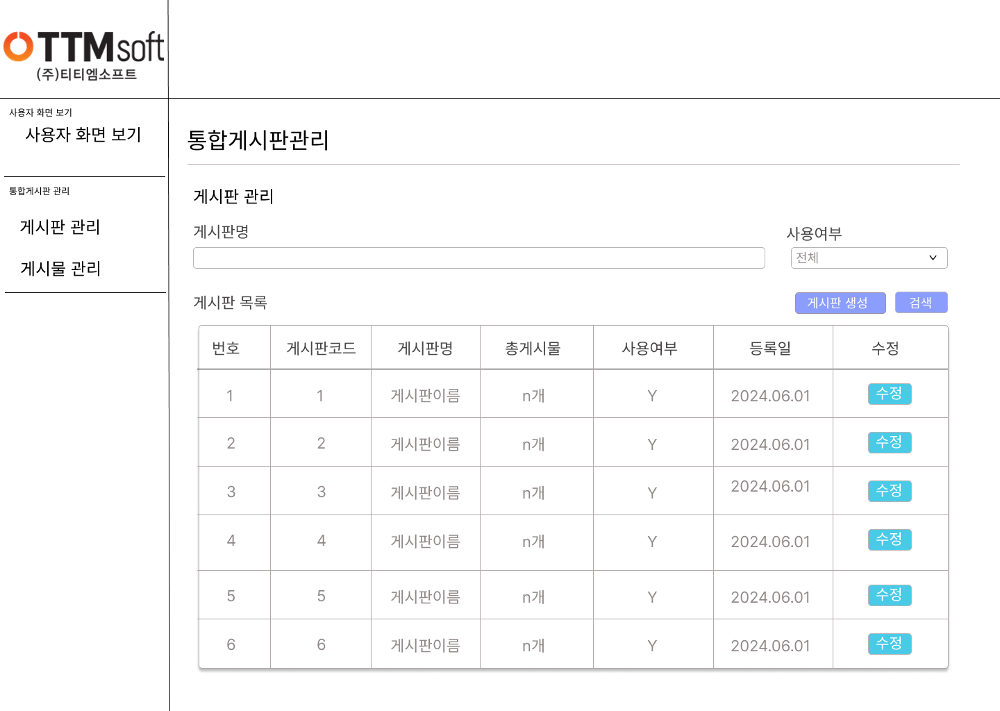 TTMsoft
(주)티티엠소프트
사용자 화면 보기
사용자 화면 보기
통합게시판 관리
게시판 관리
게시물 관리
통합게시판관리
게시판 관리
게시판명
사용여부
전체
게시판 목록
게시판 생성
검색
번호 게시판코드 게시판명 총게시물 사용여부 등록일 수정
1 1 게시판이름 n개 Y 2024.06.01 수정
2 2 게시판이름 n개 Y 2024.06.01 수정
3 3 게시판이름 n개 Y 2024.06.01 수정
4 4 게시판이름 n개 Y 2024.06.01 수정
5 5 게시판이름 n개 Y 2024.06.01 수정
6 6 게시판이름 n개 Y 2024.06.01 수정